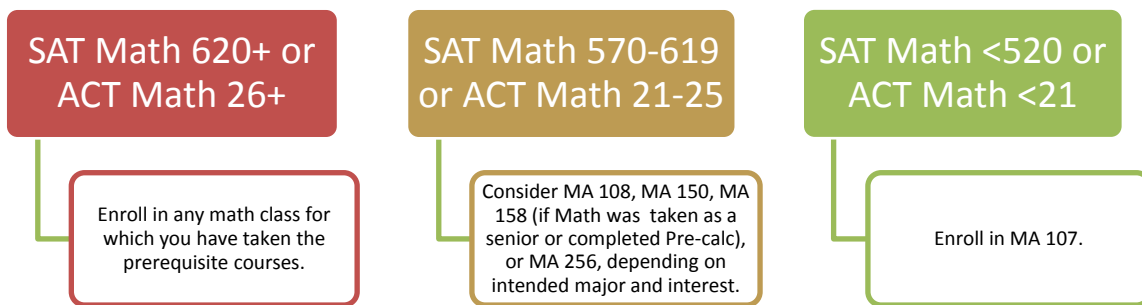 SAT Math 620+ or
ACT Math 26+
Enroll in any math class for
which you have taken the
prerequisite courses.
SAT Math 570-619
or ACT Math 21-25
Consider MA 108, MA 150, MA
158 (if Math was taken as a
senior or completed Pre-calc),
or MA 256, depending on
intended major and interest.
SAT Math <520 or
ACT Math <21
Enroll in MA 107.